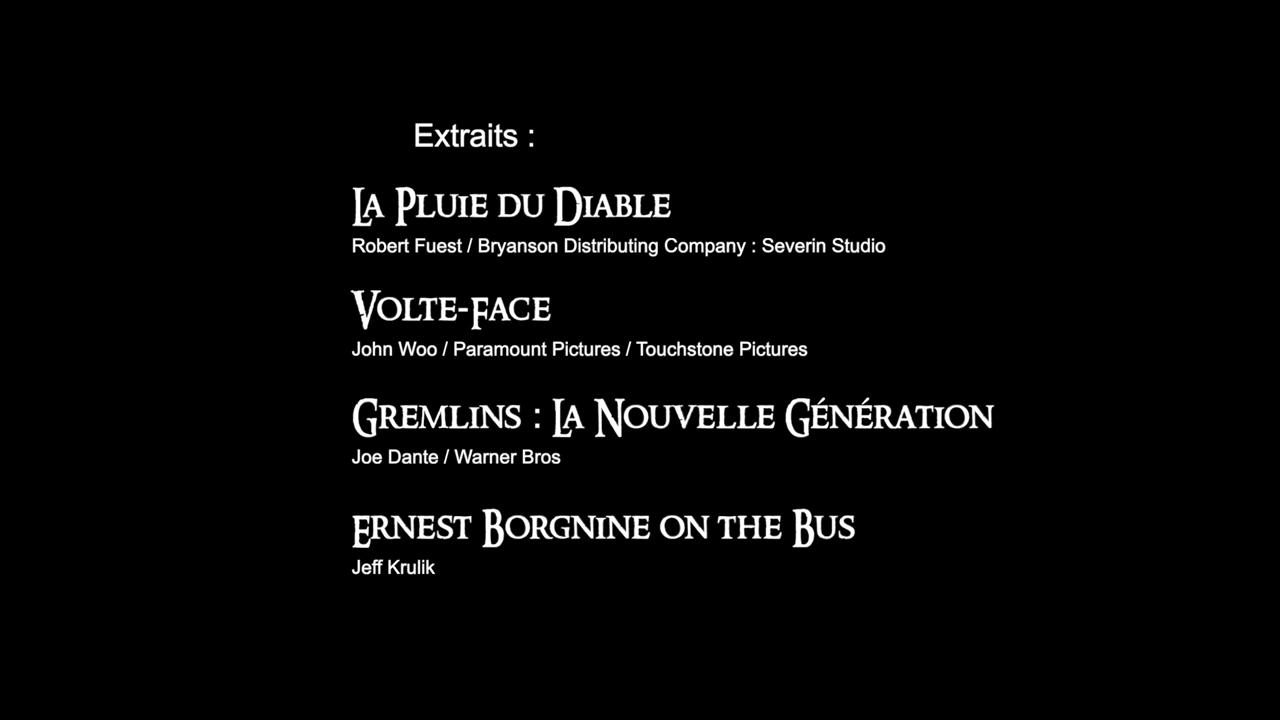 Extraits :
La Pluie du Diable
Robert Fuest / Bryanson Distributing Company : Severin Studio
Volte-face
John Woo / Paramount Pictures / Touchstone Pictures
Gremlins : La Nouvelle Génération
Joe Dante / Warner Bros
Ernest Borgnine on the Bus
Jeff Krulik